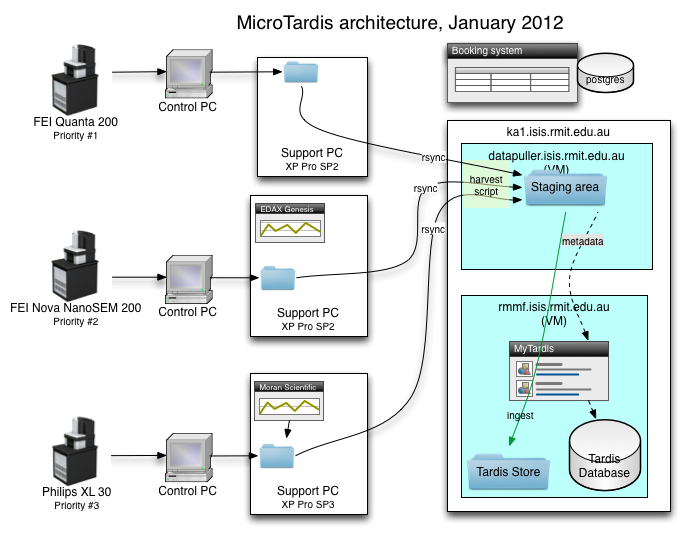 MicroTardis architecture, January 2012
FEI Quanta 200
Priority #1
Control PC
Support PC
XP Pro SP2
Booking system
postgres
ka1.isis.rmit.edu.au
datapuller.isis.rmit.edu.au
(VM)
Staging area
harvest
script
rsync
rsync
rsync
metadata
FEI Nova NanoSEM 200
Priority #2
Control PC
EDAX Genesis
Support PC
XP Pro SP2
rmmf.isis.rmit.edu.au
(VM)
MyTardis
ingest
Tardis Store
Tardis
Database
Philips XL 30
Priority #3
Control PC
Moran Scientific
Support PC
XP Pro SP3